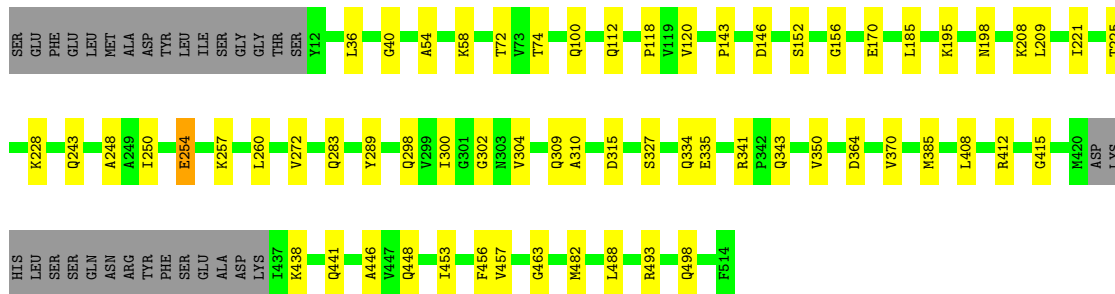 SER GLU PHE GLU LEU MET ALA ASP TYR LEU ILE SER GLY GLY THR SER Y12 L36 G40 A54 K58 T72 V73 T74 Q100 Q112 P118 V119 V120 P143 D146 S152 G156 E170 L185 K195 N198 K208 L209 I221
K228 Q243 A248 A249 I250 E254 K257 L260 V272 Q283 Y289 Q298 V299 I300 G301 G302 N303 V304 Q309 A310 D315 S327 Q334 E335 R341 P342 Q343 V350 D364 V370 M385 L408 R412 G415 M420 ASP LYS
HIS LEU SER SER GLN ASN ARG TYR PHE SER GLU ALA ASP LYS I437 K438 Q441 A446 V447 Q448 I453 F456 V457 G463 M482 L488 R493 Q498 F514